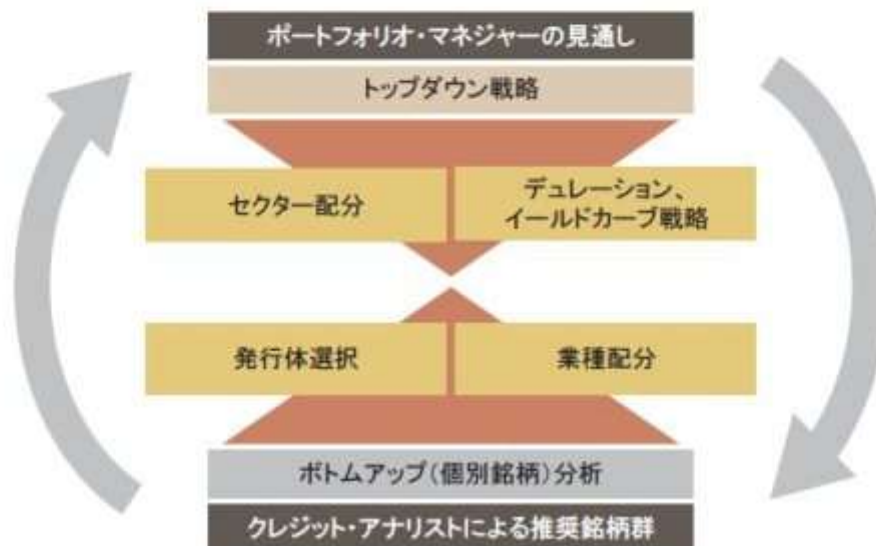 ポートフォリオ・マネジャーの見通し
トップダウン戦略
セクター配分
デュレーション、
イールドカーブ戦略
発行体選択
業種配分
ボトムアップ(個別銘柄)分析
クレジット・アナリストによる推奨銘柄群